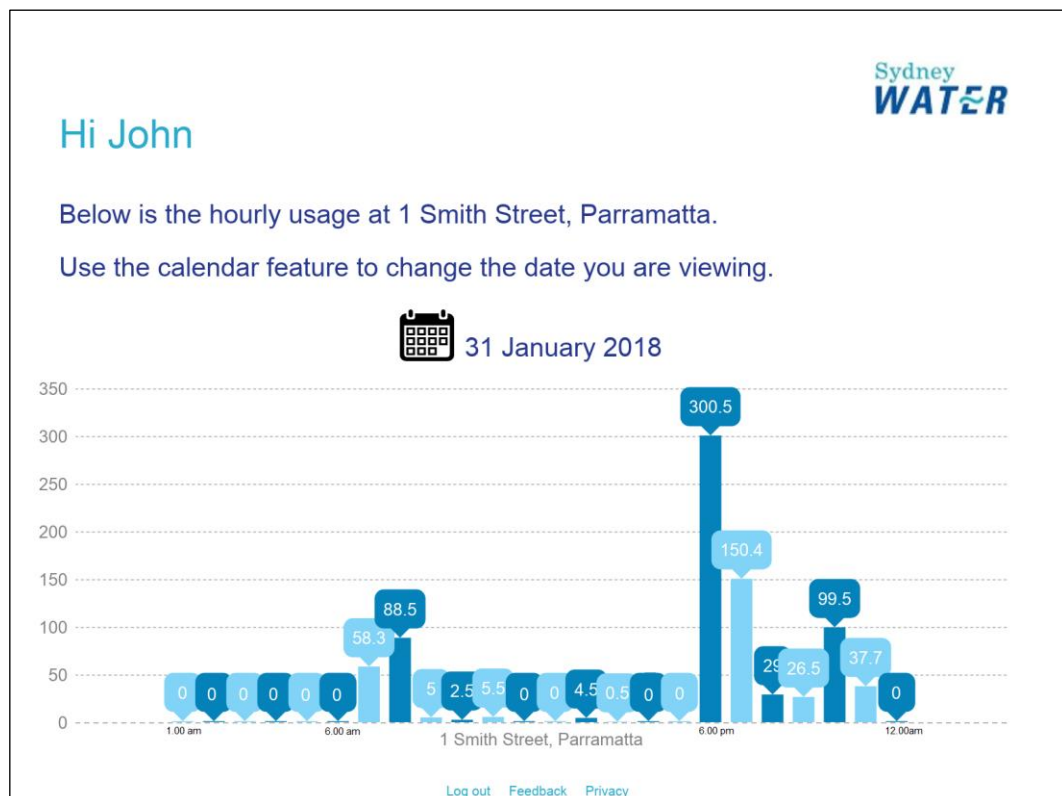 Sydney
WATER
Hi John
Below is the hourly usage at 1 Smith Street, Parramatta.
Use the calendar feature to change the date you are viewing.
31 January 2018
350
300
250
200
150
100
50
0
0 0 0 0 0 0 58.3 88.5 5 2.5 5.5 0 0 4.5 0.5 0 0 300.5 150.4 29 26.5 99.5 37.7 0
1.00 am 6.00 am 6.00 pm 12.00am
1 Smith Street, Parramatta
Log out Feedback Privacy